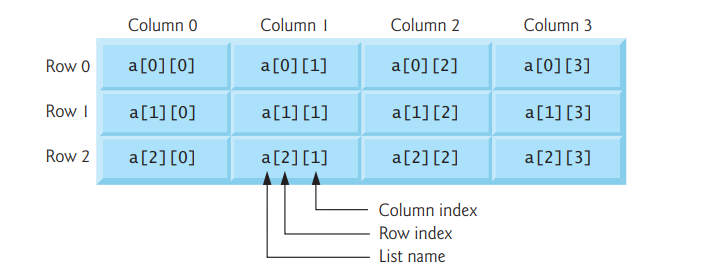 Column 0 Column 1 Column 2 Column 3
Row 0 a[0][0] a[0][1] a[0][2] a[0][3]
Row 1 a[1][0] a[1][1] a[1][2] a[1][3]
Row 2 a[2][0] a[2][1] a[2][2] a[2][3]
Column index
Row index
List name